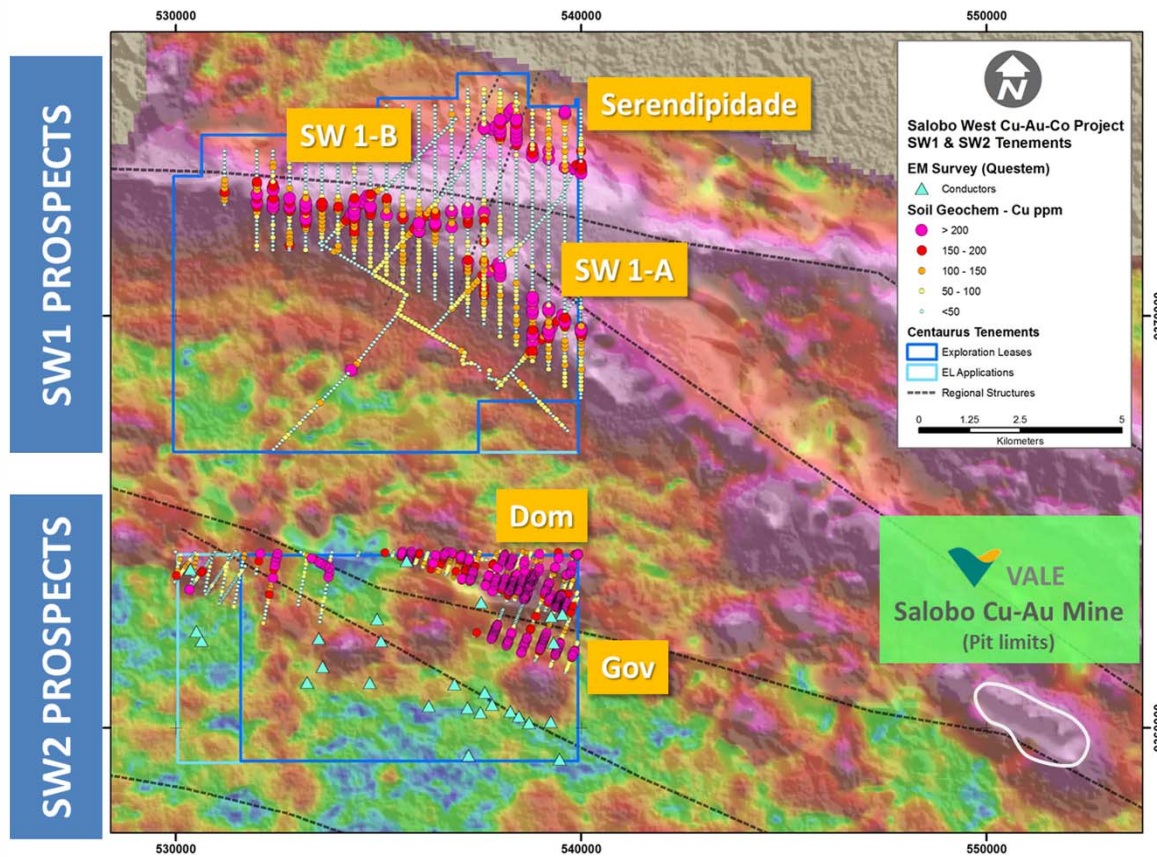 530000
540000
550000
SW1 PROSPECTS
SW 1-B
Serendipidade
SW 1-A
N
Salobo West Cu-Au-Co Project
SW1 & SW2 Tenements
EM Survey (Questem)
Conductors
Soil Geochem - Cu ppm
> 200
150 - 200
100 - 150
50 - 100
<50
Centaurus Tenements
Exploration Leases
EL Applications
Regional Structures
0 1.25 2.5 5
Kilometers
9370000
SW2 PROSPECTS
Dom
Gov
VALE
Salobo Cu-Au Mine
(Pit limits)
9360000
530000
540000
550000